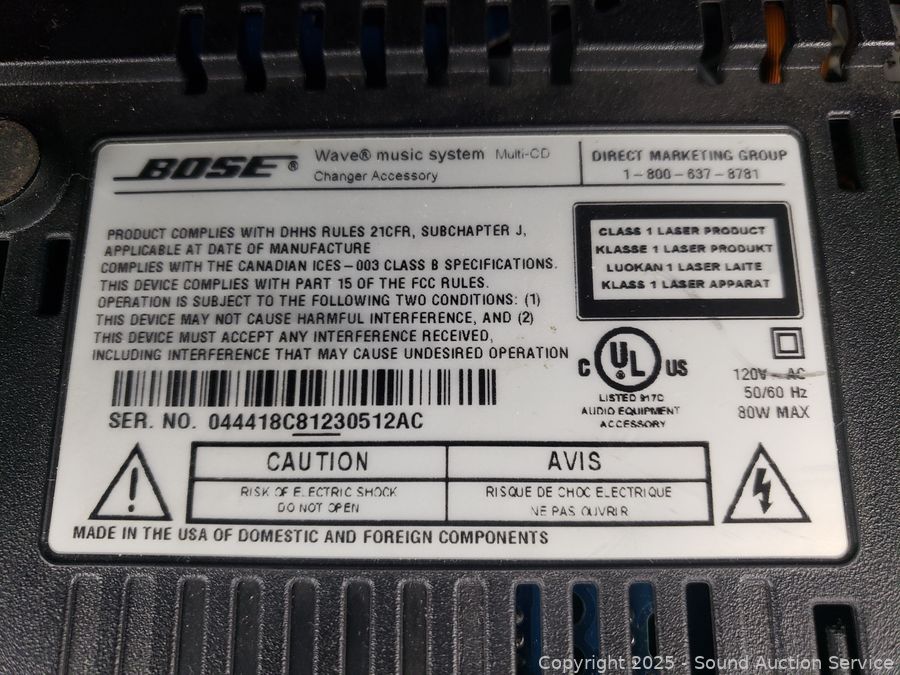 BOSE® Wave® music system Multi-CD
Changer Accessory
DIRECT MARKETING GROUP
1-800-637-8781
PRODUCT COMPLIES WITH DHHS RULES 21CFR, SUBCHAPTER J,
APPLICABLE AT DATE OF MANUFACTURE
COMPLIES WITH THE CANADIAN ICES-003 CLASS B SPECIFICATIONS.
THIS DEVICE COMPLIES WITH PART 15 OF THE FCC RULES.
OPERATION IS SUBJECT TO THE FOLLOWING TWO CONDITIONS: (1)
THIS DEVICE MAY NOT CAUSE HARMFUL INTERFERENCE, AND (2)
THIS DEVICE MUST ACCEPT ANY INTERFERENCE RECEIVED,
INCLUDING INTERFERENCE THAT MAY CAUSE UNDESIRED OPERATION
CLASS 1 LASER PRODUCT
KLASSE 1 LASER PRODUKT
LUOKAN 1 LASER LAITE
KLASS 1 LASER APPARAT
C UL US
LISTED 917C
AUDIO EQUIPMENT
ACCESSORY
120V ~ AC
50/60 Hz
80W MAX
SER. NO. 044418C81230512AC
CAUTION
RISK OF ELECTRIC SHOCK
DO NOT OPEN
AVIS
RISQUE DE CHOC ELECTRIQUE
NE PAS OUVRIR
MADE IN THE USA OF DOMESTIC AND FOREIGN COMPONENTS
Copyright 2025 - Sound Auction Service